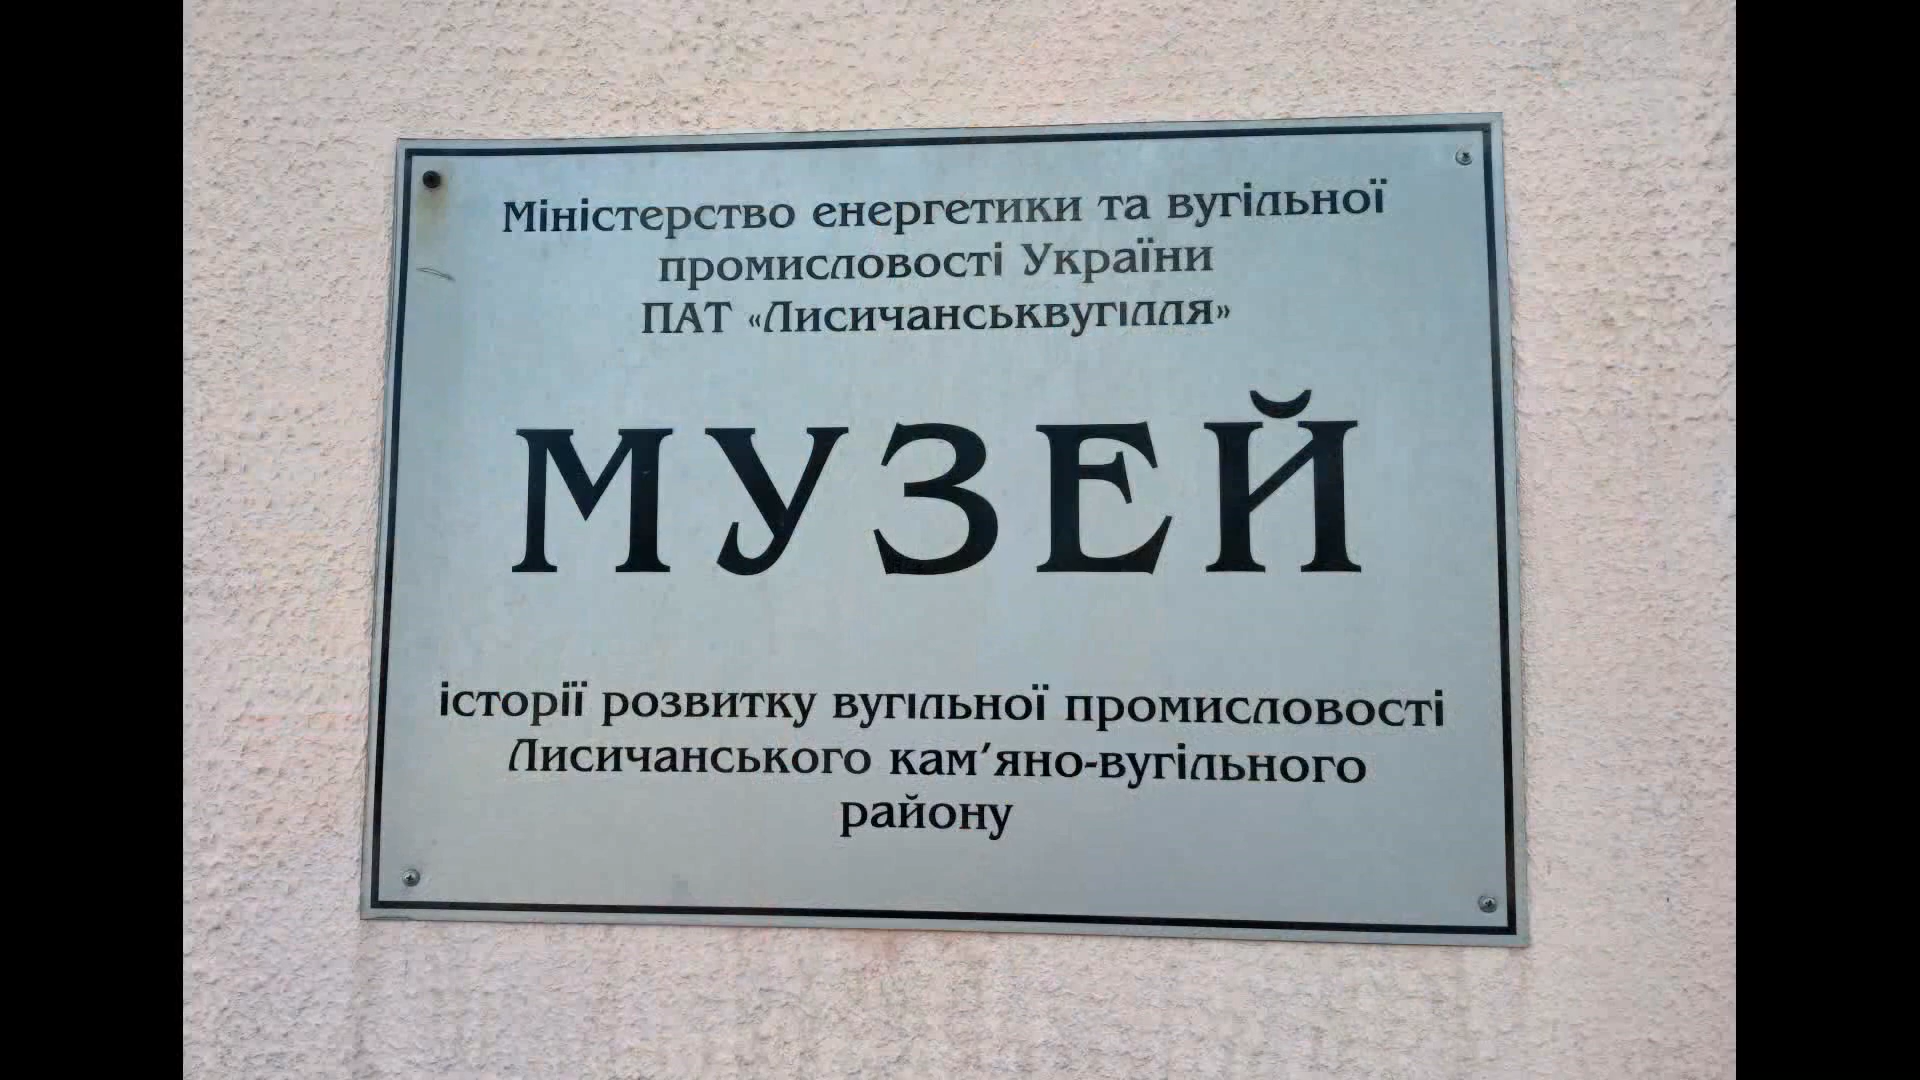 Міністерство енергетики та вугільної
промисловості України
ПАТ «Лисичанськвугілля»
МУЗЕЙ
історії розвитку вугільної промисловості
Лисичанського кам’яно-вугільного
району